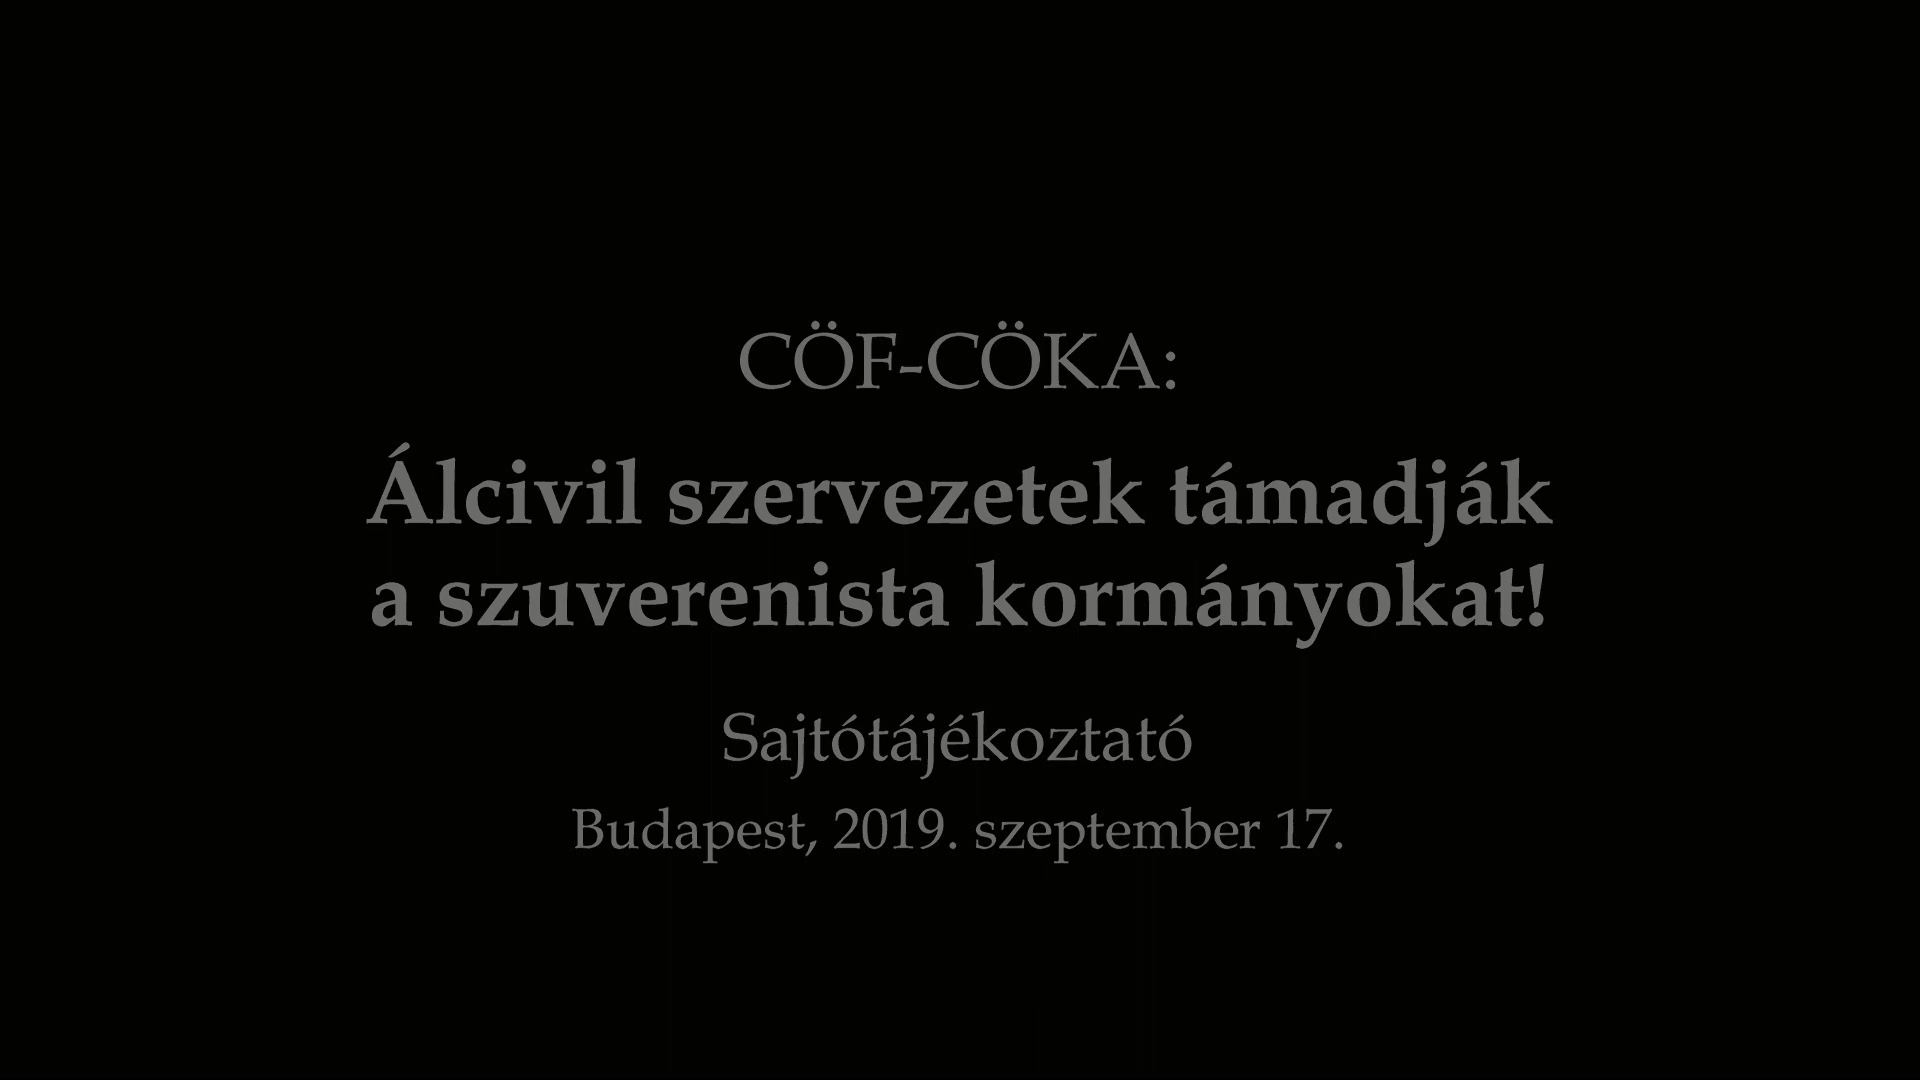 CÖF-CÖKA:
Álcivil szervezetek támadják
a szuverenista kormányokat!
Sajtótájékoztató
Budapest, 2019. szeptember 17.